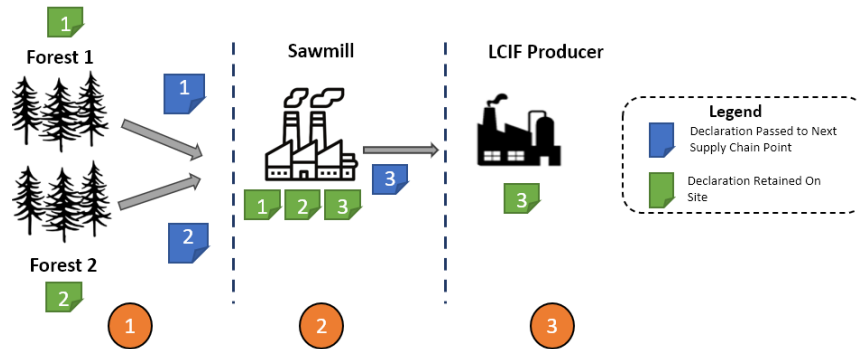 1
Forest 1
1
2
Forest 2
2
1
Sawmill
3
1 2 3
2
LCIF Producer
3
3
Legend
Declaration Passed to Next
Supply Chain Point
Declaration Retained On
Site